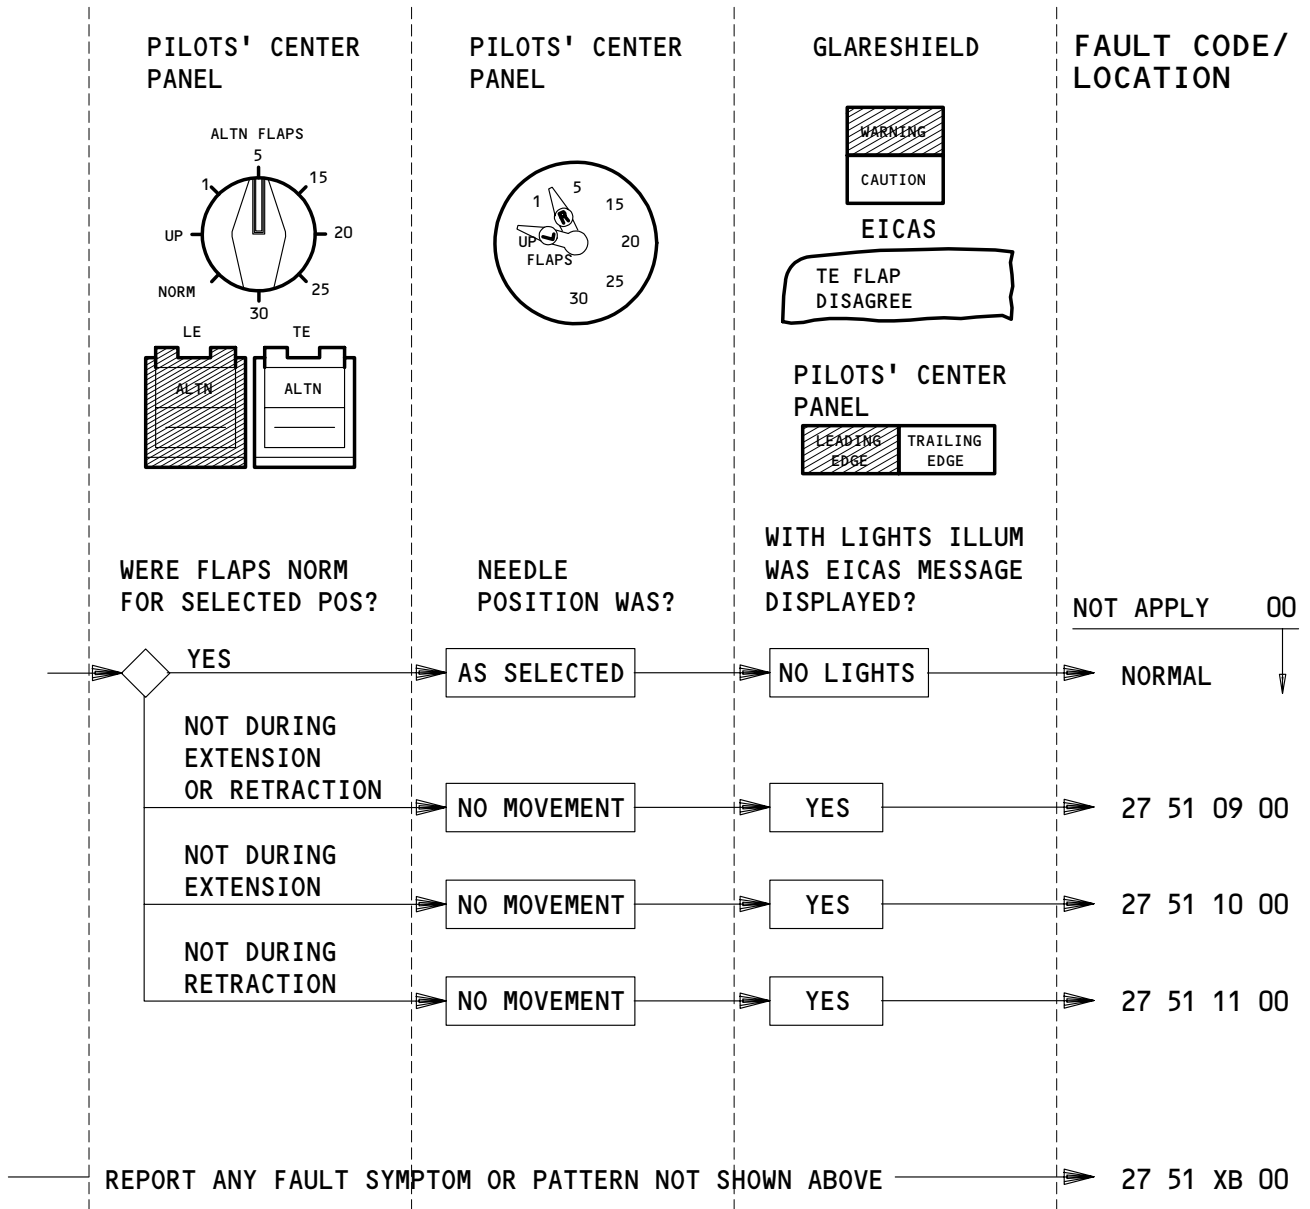 PILOTS' CENTER
PANEL
ALTN FLAPS
5
1
15
UP
20
NORM
25
30
LE
TE
ALTN
ALTN
PILOTS' CENTER
PANEL
1
5
15
R
L
UP
20
FLAPS
25
30
GLARESHIELD
WARNING
CAUTION
EICAS
TE FLAP
DISAGREE
PILOTS' CENTER
PANEL
LEADING
EDGE
TRAILING
EDGE
FAULT CODE/
LOCATION
WERE FLAPS NORM
FOR SELECTED POS?
NEEDLE
POSITION WAS?
WITH LIGHTS ILLUM
WAS EICAS MESSAGE
DISPLAYED?
NOT APPLY 00
YES
AS SELECTED
NO LIGHTS
NORMAL
NOT DURING
EXTENSION
OR RETRACTION
NO MOVEMENT
YES
27 51 09 00
NOT DURING
EXTENSION
NO MOVEMENT
YES
27 51 10 00
NOT DURING
RETRACTION
NO MOVEMENT
YES
27 51 11 00
REPORT ANY FAULT SYMPTOM OR PATTERN NOT SHOWN ABOVE
27 51 XB 00